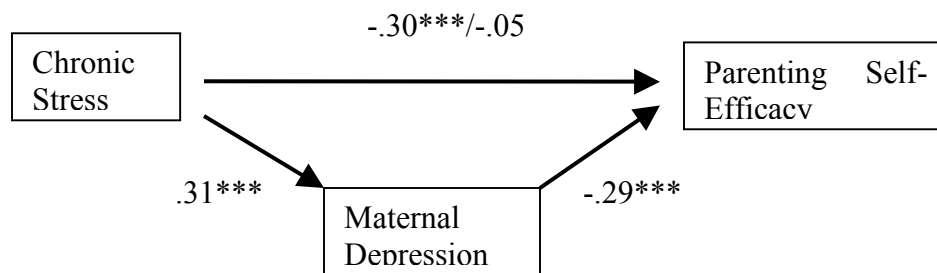 -.30***/-.05
Chronic
Stress
Parenting Self-
Efficacy
.31***
-.29***
Maternal
Depression